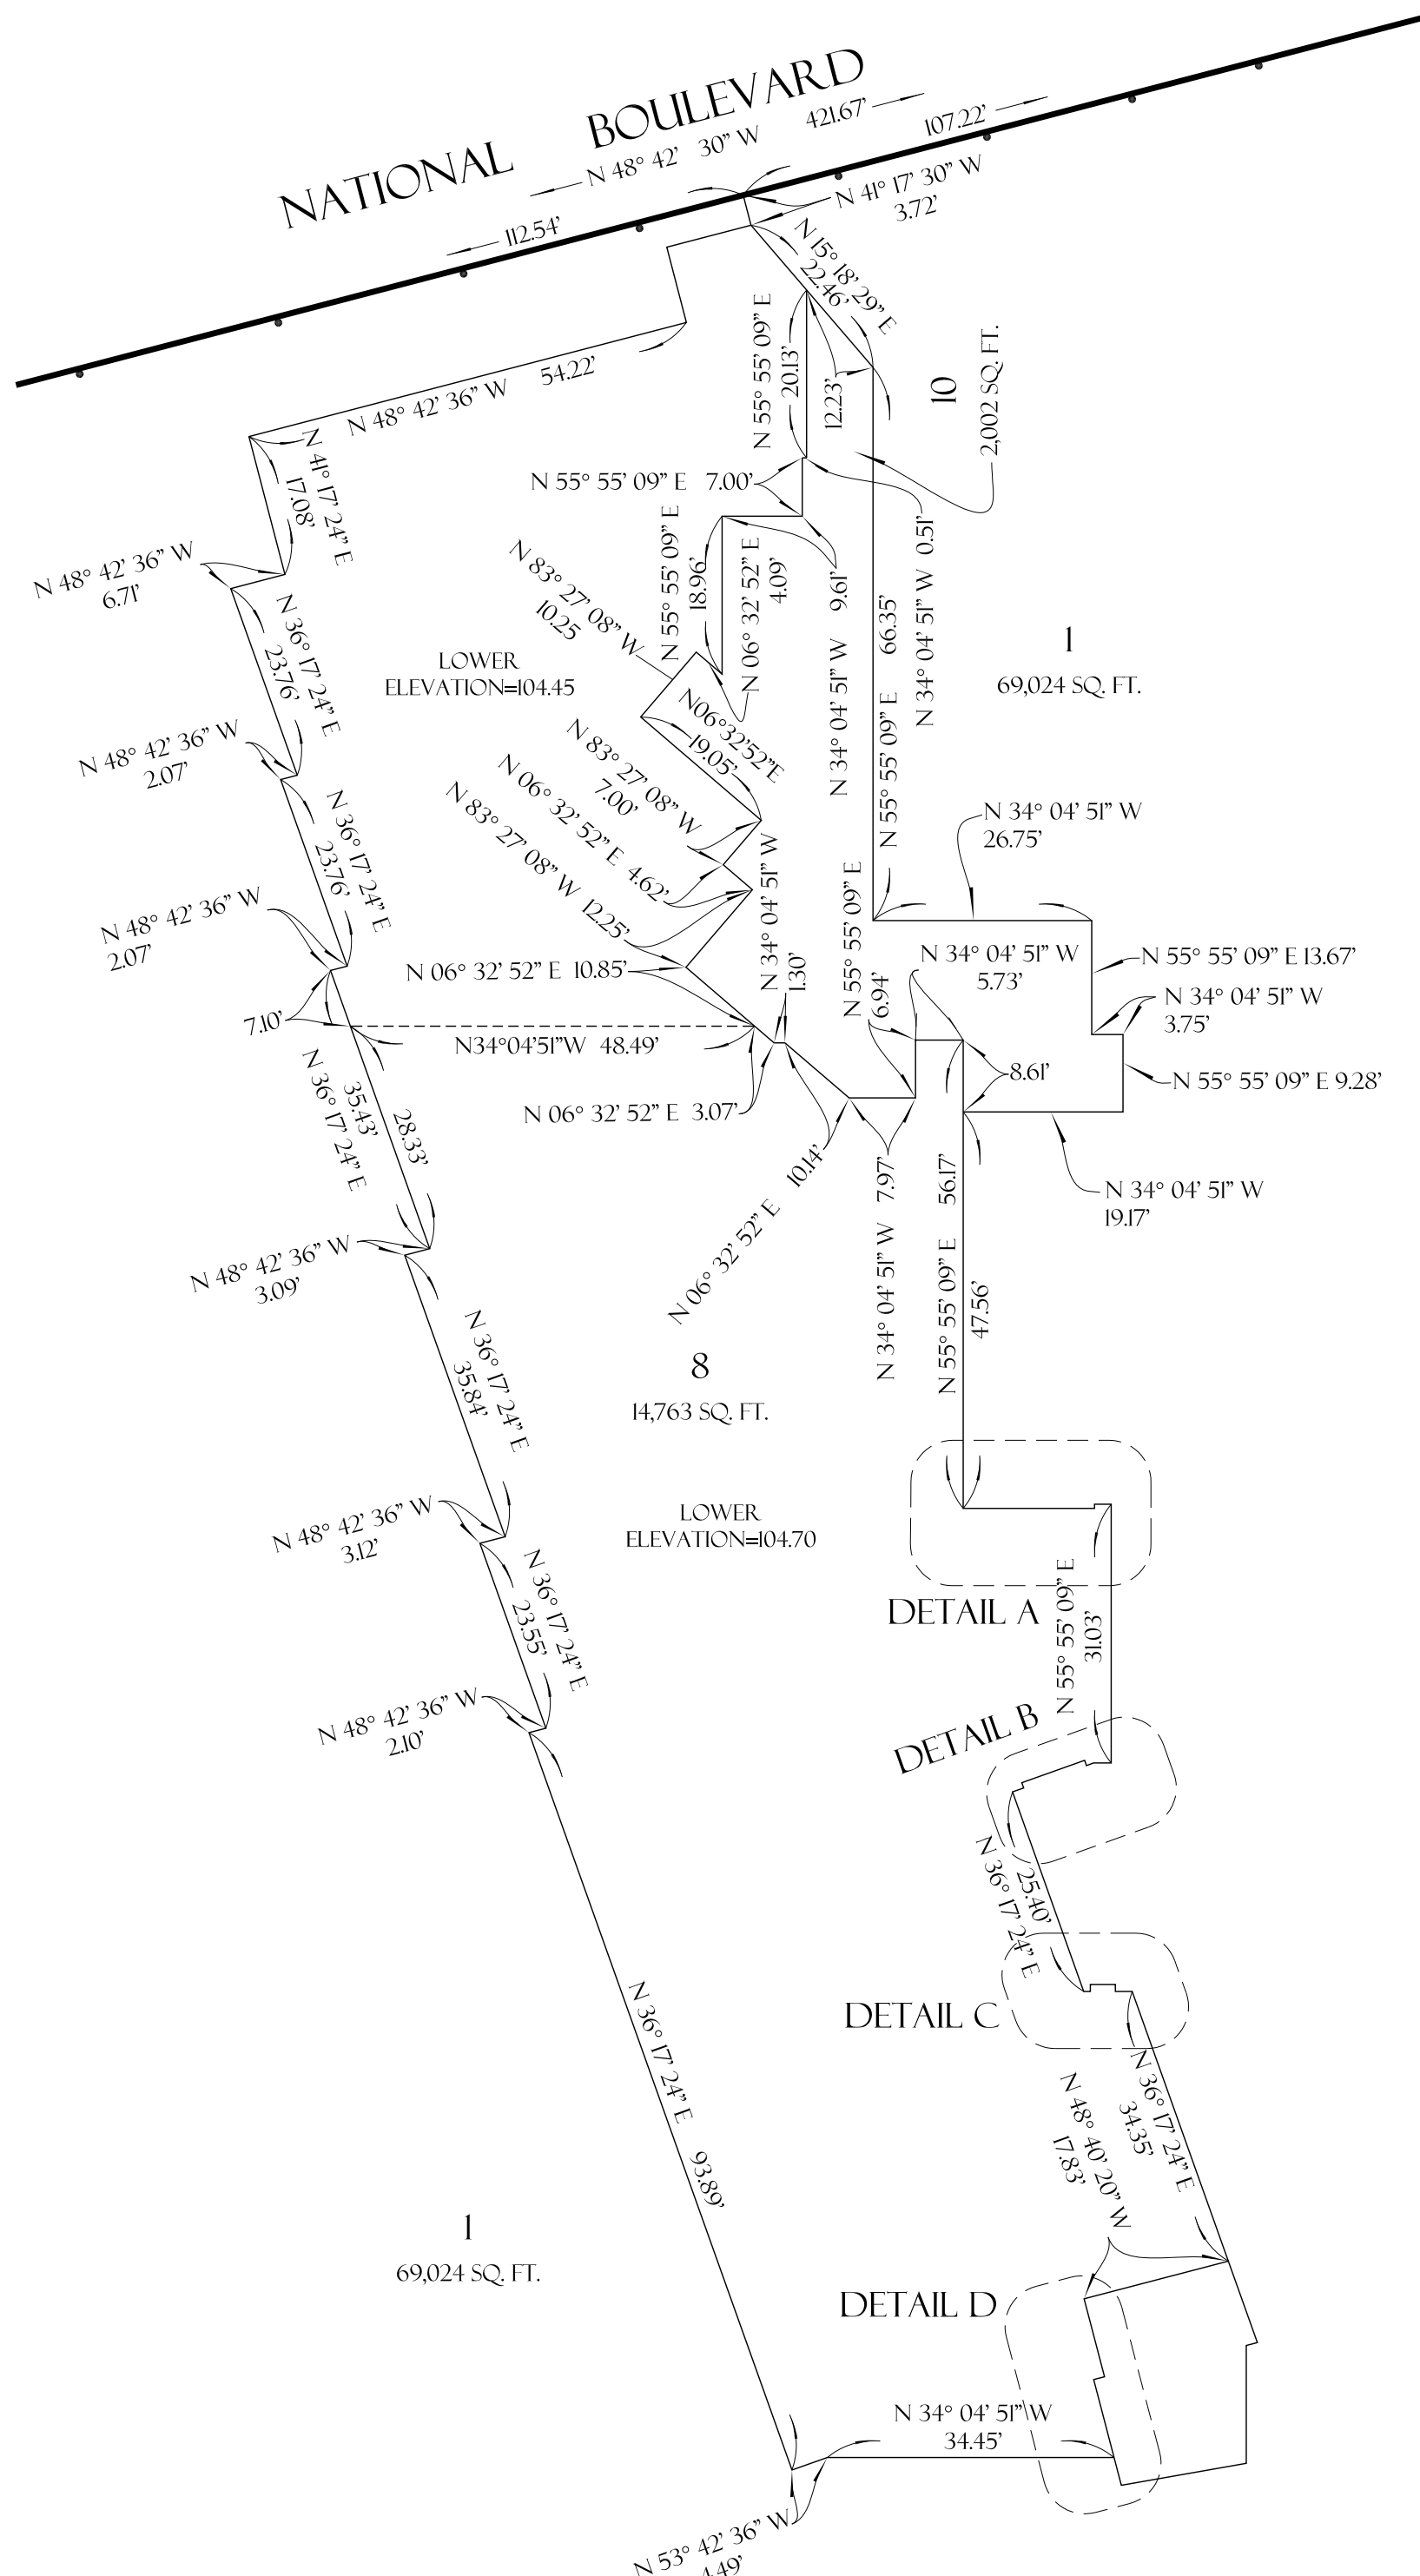 NATIONAL BOULEVARD
N 48° 42' 30" W 421.67'
107.22'
112.54'
N 41° 17' 30" W
3.72'
N 15° 18' 29" E
22.46'
N 48° 42' 36" W 54.22'
N 55° 55' 09" E
20.13'
12.23'
10
2,002 SQ. FT.
N 41° 17' 24" E
17.08'
N 55° 55' 09" E 7.00'
N 34° 04' 51" W 0.51'
N 48° 42' 36" W
6.71'
N 36° 17' 24" E
23.76'
N 55° 55' 09" E
18.96'
N 06° 32' 52" E
4.09'
N 34° 04' 51" W 9.61'
N 55° 55' 09" E 66.35'
N 83° 27' 08" W
10.25
LOWER
ELEVATION=104.45
1
69,024 SQ. FT.
N06°32'52"E
19.05'
N 48° 42' 36" W
2.07'
N 83° 27' 08" W
7.00'
N 06° 32' 52" E 4.62'
N 83° 27' 08" W 12.25'
N 36° 17' 24" E
23.76'
N 34° 04' 51" W
26.75'
N 34° 04' 51" W
1.30'
N 55° 55' 09" E
6.94'
N 48° 42' 36" W
2.07'
N 34° 04' 51" W
5.73'
N 55° 55' 09" E 13.67'
N 06° 32' 52" E 10.85'
N 34° 04' 51" W
3.75'
7.10'
N34°04'51"W 48.49'
8.61'
N 55° 55' 09" E 9.28'
N 36° 17' 24" E
35.43'
28.33'
N 06° 32' 52" E 3.07'
N 06° 32' 52" E 10.14'
N 34° 04' 51" W 7.97'
N 55° 55' 09" E 56.17'
47.56'
N 34° 04' 51" W
19.17'
N 48° 42' 36" W
3.09'
N 36° 17' 24" E
35.84'
8
14,763 SQ. FT.
N 48° 42' 36" W
3.12'
LOWER
ELEVATION=104.70
N 36° 17' 24" E
23.55'
DETAIL A
N 55° 55' 09" E
31.03'
N 48° 42' 36" W
2.10'
DETAIL B
N 36° 17' 24" E
25.40'
DETAIL C
N 36° 17' 24" E 93.89'
N 36° 17' 24" E
34.35'
N 48° 40' 20" W
17.83'
1
69,024 SQ. FT.
DETAIL D
N 34° 04' 51" W
34.45'
N 53° 42' 36" W
4.49'